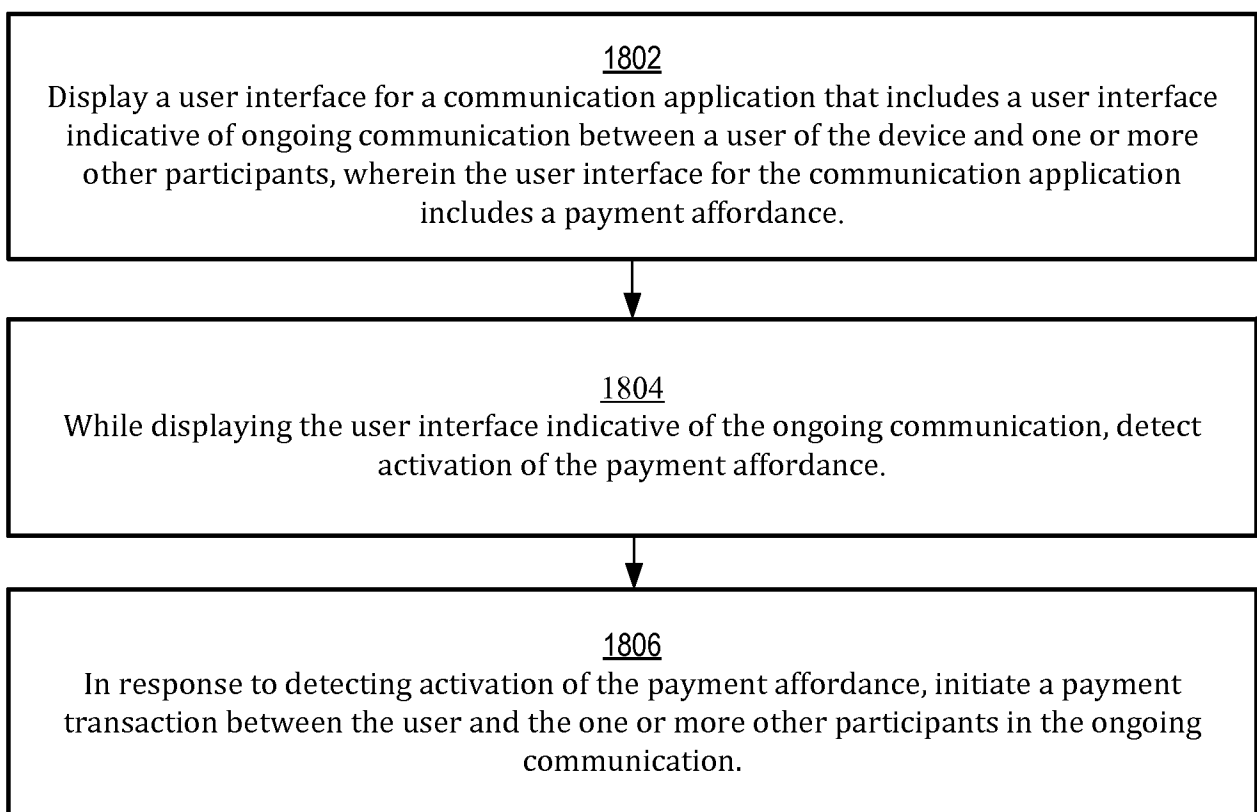 1802
Display a user interface for a communication application that includes a user interface
indicative of ongoing communication between a user of the device and one or more
other participants, wherein the user interface for the communication application
includes a payment affordance.
1804
While displaying the user interface indicative of the ongoing communication, detect
activation of the payment affordance.
1806
In response to detecting activation of the payment affordance, initiate a payment
transaction between the user and the one or more other participants in the ongoing
communication.